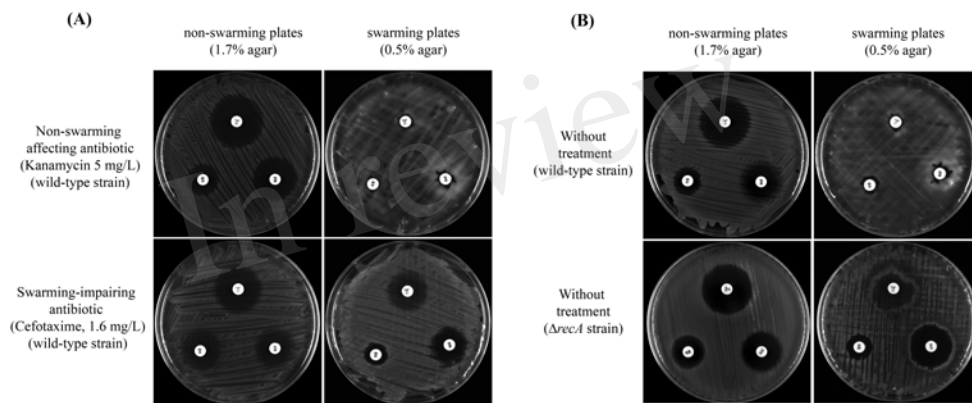 (A)
non-swarming plates
(1.7% agar)
swarming plates
(0.5% agar)
Non-swarming
affecting antibiotic
(Kanamycin 5 mg/L)
(wild-type strain)
Swarming-impairing
antibiotic
(Cefotaxime, 1.6 mg/L)
(wild-type strain)
(B)
non-swarming plates
(1.7% agar)
swarming plates
(0.5% agar)
Without
treatment
(wild-type strain)
Without
treatment
(ΔrecA strain)
In review